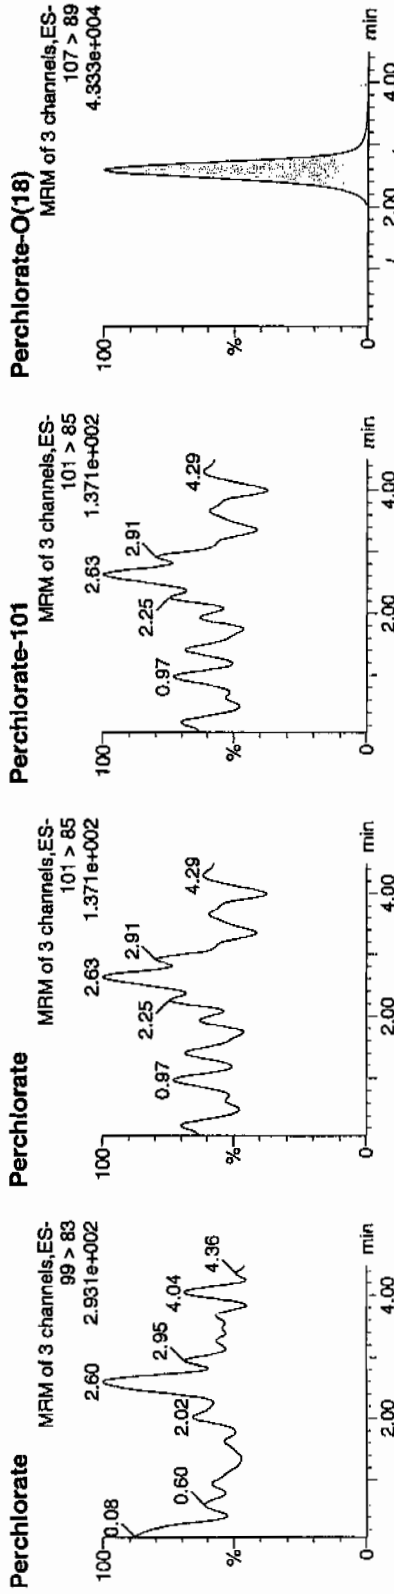 Perchlorate
MRM of 3 channels,ES-
99 > 83
2.931e+002
100
%
0
0.08
0.60
2.02
2.60
2.95
4.04
4.36
2.00
4.00
min
Perchlorate
MRM of 3 channels,ES-
101 > 85
1.371e+002
100
%
0
0.97
2.25
2.63
2.91
4.29
2.00
4.00
min
Perchlorate-101
MRM of 3 channels,ES-
101 > 85
1.371e+002
100
%
0
0.97
2.25
2.63
2.91
4.29
2.00
4.00
min
Perchlorate-O(18)
MRM of 3 channels,ES-
107 > 89
4.333e+004
100
%
0
2.00
4.00
min